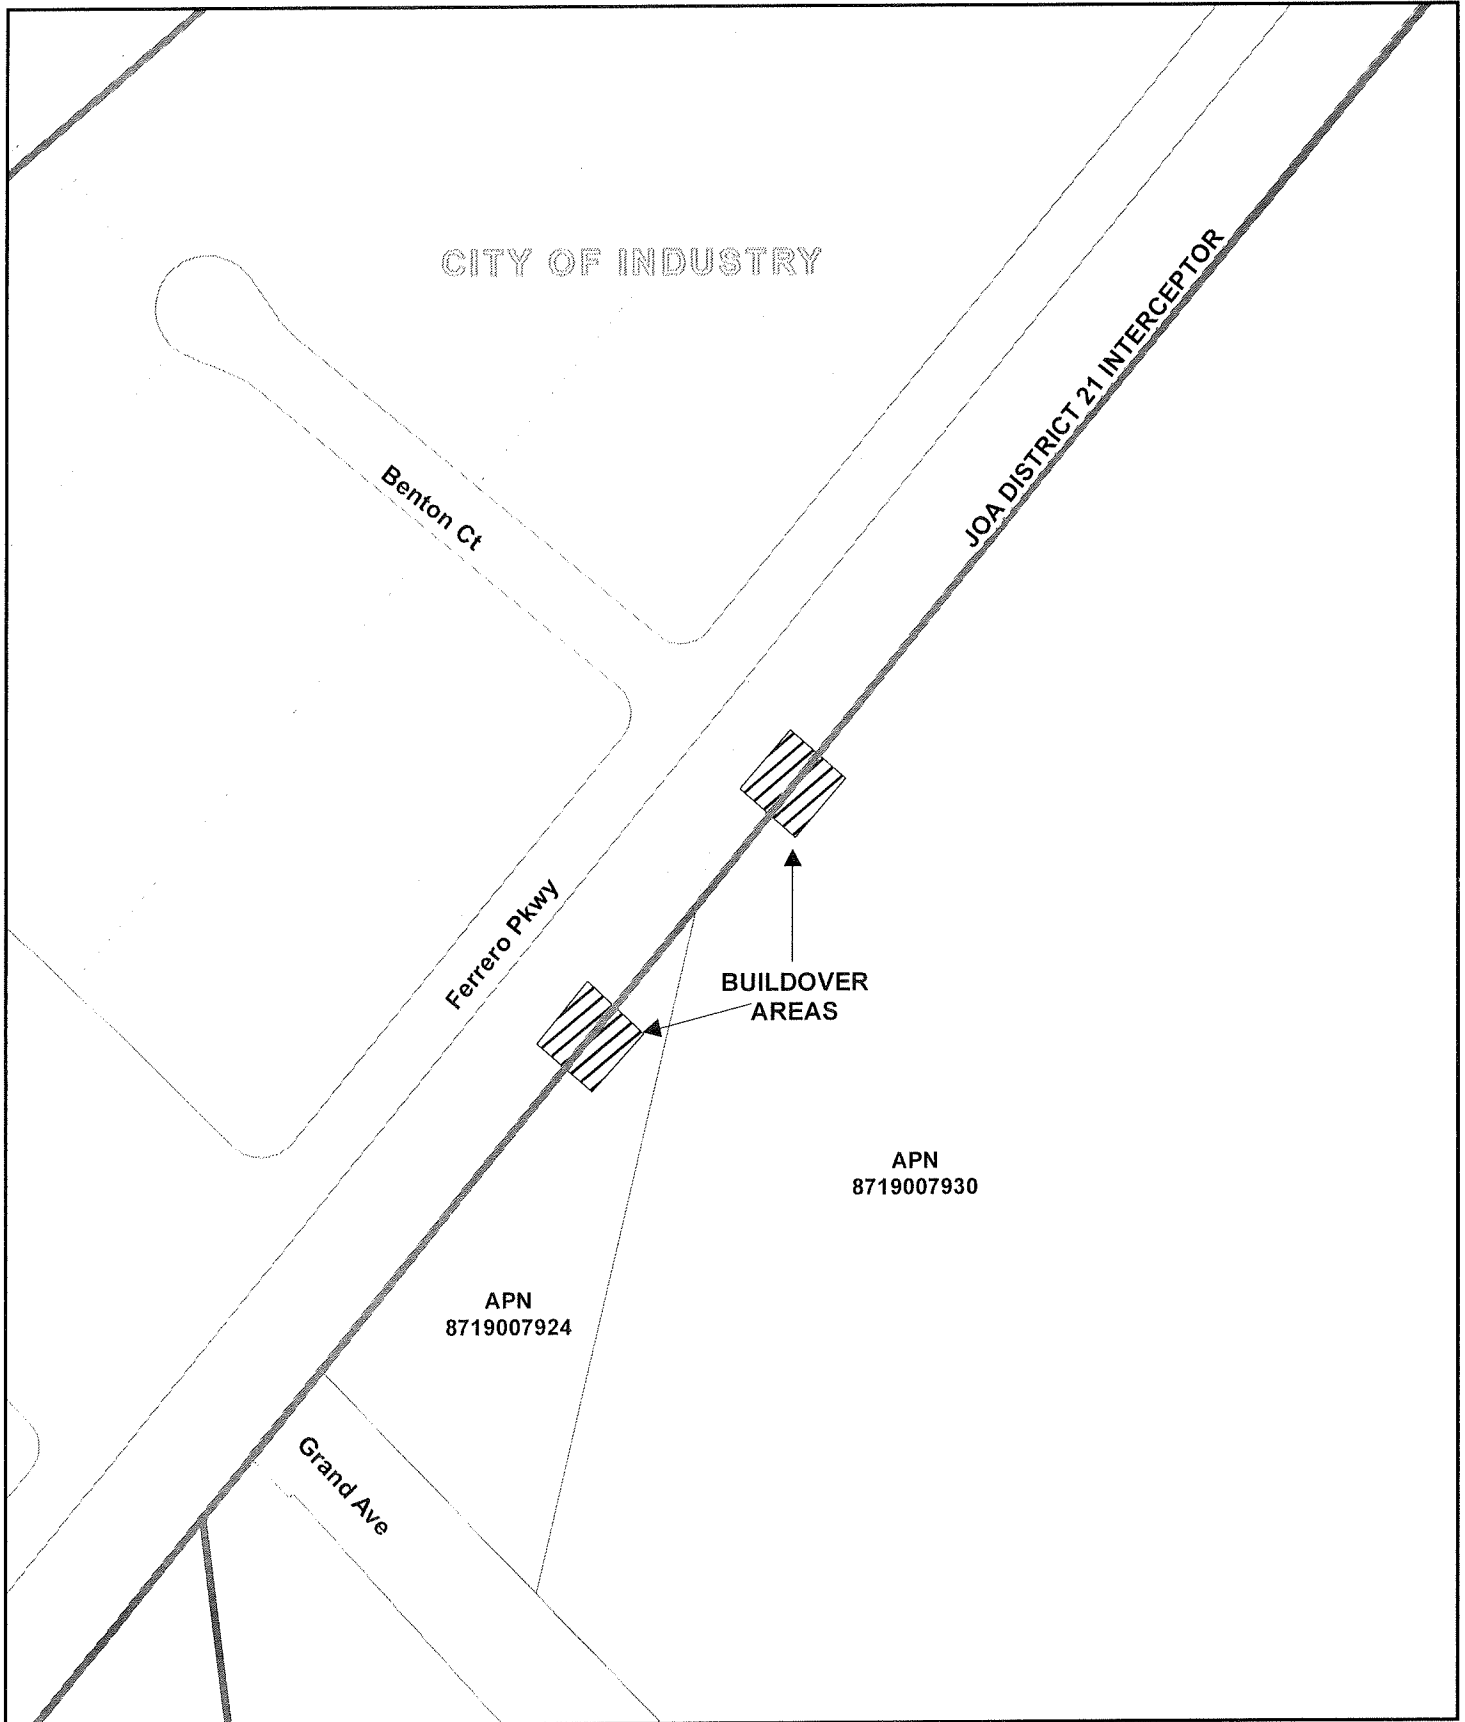 CITY OF INDUSTRY
JOA DISTRICT 21 INTERCEPTOR
Benton Ct
Ferrero Pkwy
BUILDOVER
AREAS
APN
8719007930
APN
8719007924
Grand Ave